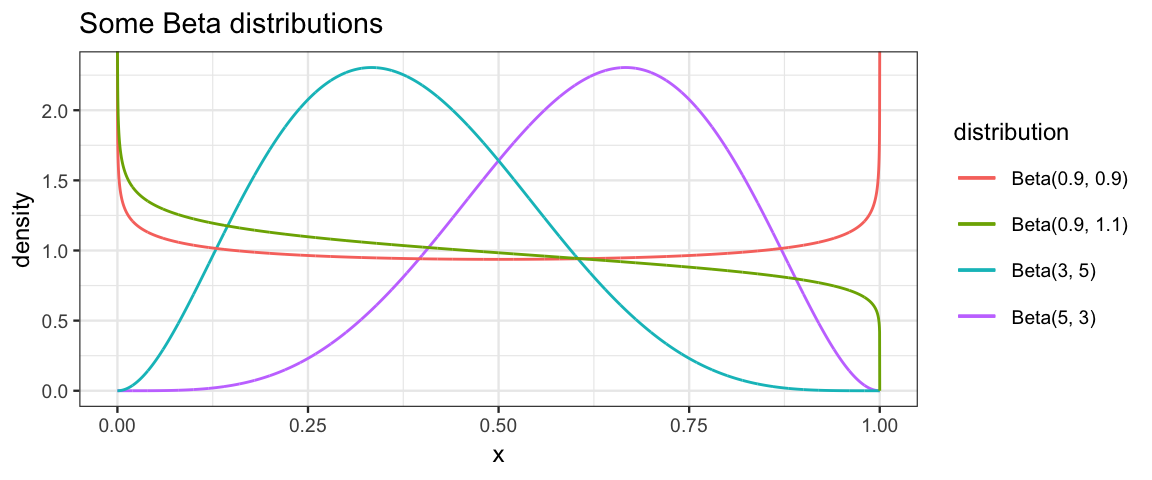 Some Beta distributions
density
2.0
1.5
1.0
0.5
0.0
0.00 0.25 0.50 0.75 1.00
x
distribution
Beta(0.9, 0.9)
Beta(0.9, 1.1)
Beta(3, 5)
Beta(5, 3)